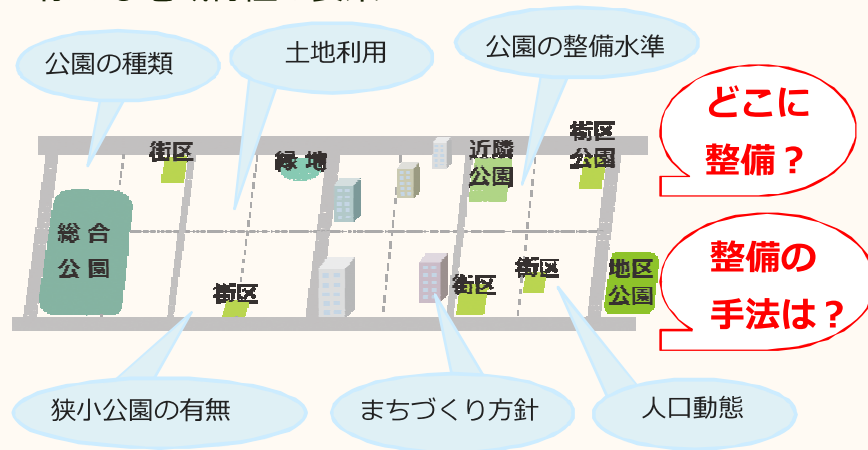 公園の種類
土地利用
公園の整備水準
どこに
整備？
街区
緑 地
近隣
公園
街区
公園
総 合
公 園
街区
街区
街区
地区
公園
整備の
手法は？
狭小公園の有無
まちづくり方針
人口動態